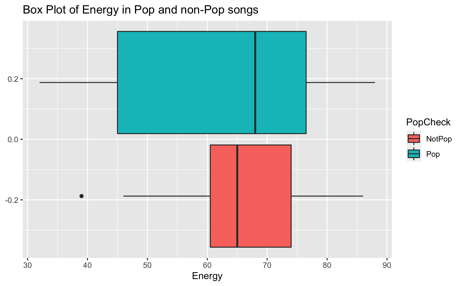 Box Plot of Energy in Pop and non-Pop songs
0.2
0.0
-0.2
30 40 50 60 70 80 90
Energy
PopCheck
NotPop
Pop